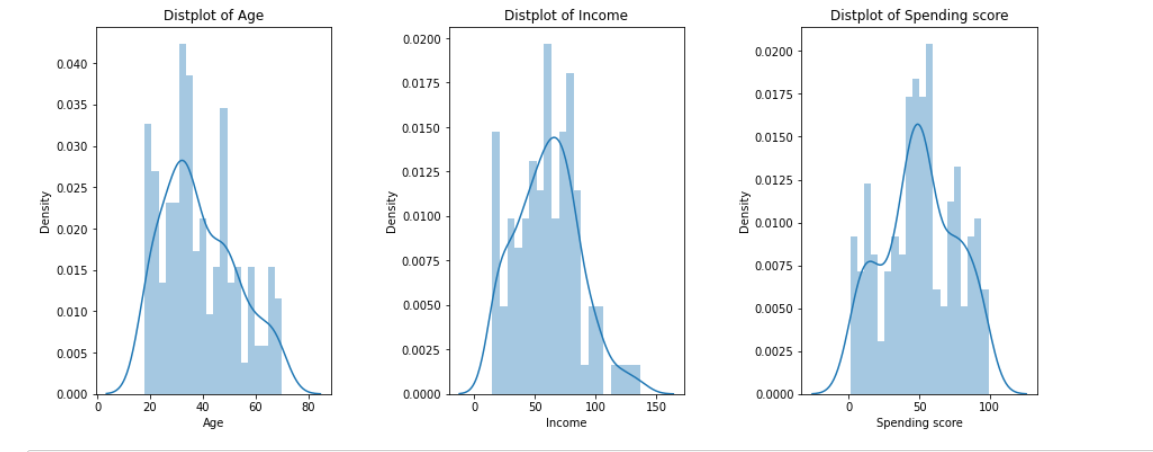 Distplot of Age
0.040
0.035
0.030
0.025
0.020
0.015
0.010
0.005
0.000
Density
0 20 40 60 80
Age
Distplot of Income
0.0200
0.0175
0.0150
0.0125
0.0100
0.0075
0.0050
0.0025
0.0000
Density
0 50 100 150
Income
Distplot of Spending score
0.0200
0.0175
0.0150
0.0125
0.0100
0.0075
0.0050
0.0025
0.0000
Density
0 50 100
Spending score